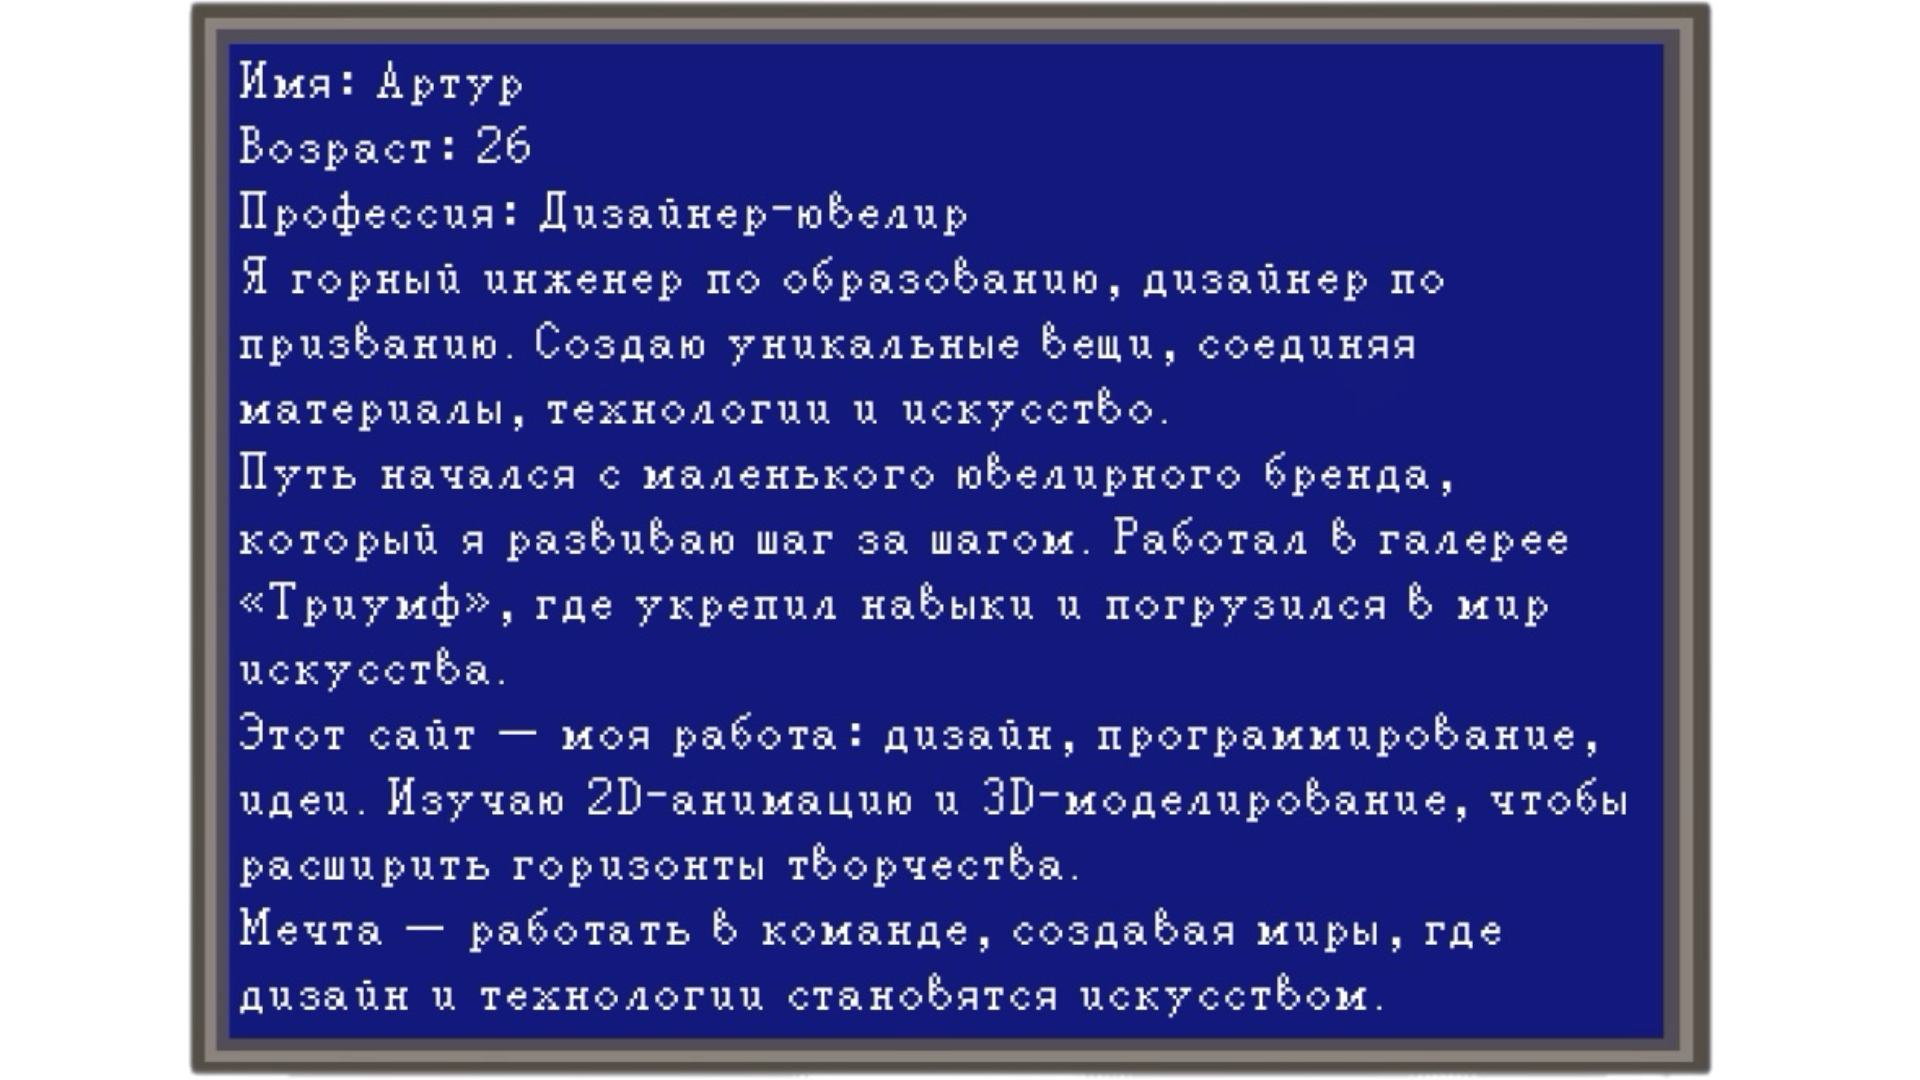 Имя: Артур
Возраст: 26
Профессия: Дизайнер-ювелир
Я горный инженер по образованию, дизайнер по
призванию. Создаю уникальные вещи, соединяя
материалы, технологии и искусство.
Путь начался с маленького ювелирного бренда,
который я развиваю шаг за шагом. Работал в галерее
«Триумф», где укрепил навыки и погрузился в мир
искусства.
Этот сайт — моя работа: дизайн, программирование,
идеи. Изучаю 2D-анимацию и 3D-моделирование, чтобы
расширить горизонты творчества.
Мечта — работать в команде, создавая миры, где
дизайн и технологии становятся искусством.